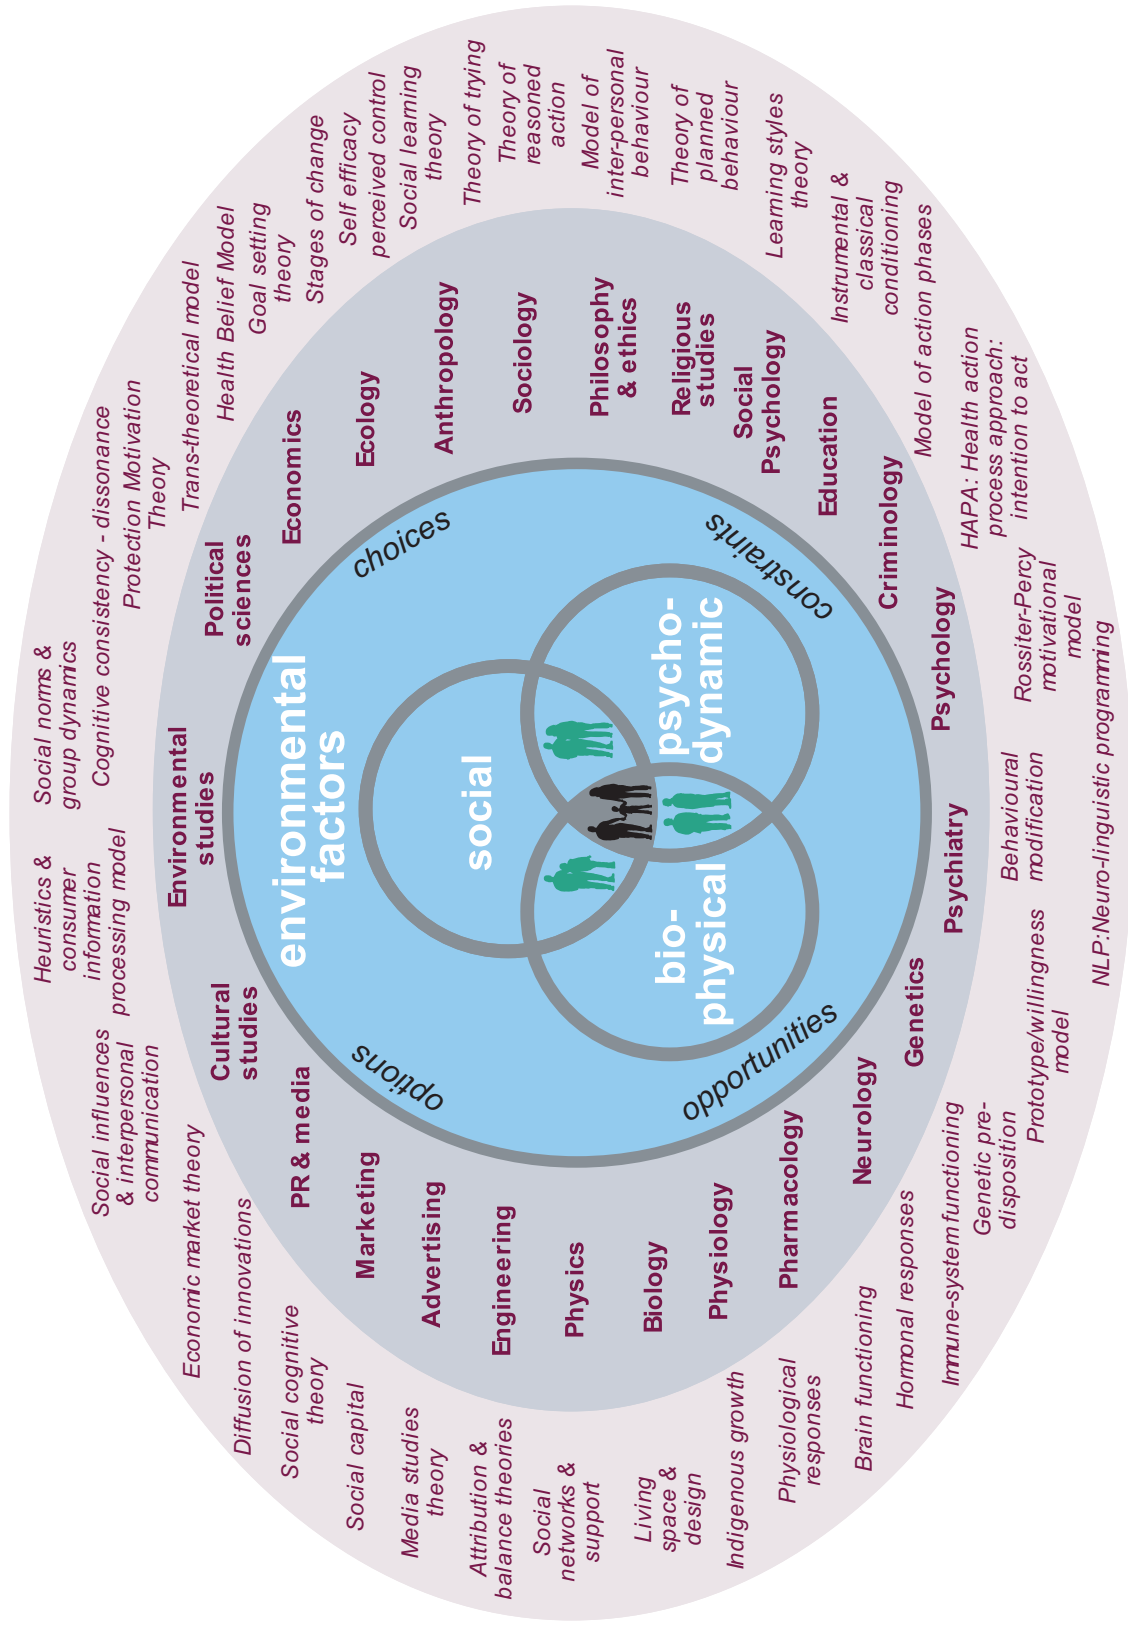 Social norms &
group dynamics
Cognitive consistency - dissonance
Protection Motivation
Theory
Trans-theoretical model
Health Belief Model
Goal setting
theory
Stages of change
Self efficacy
perceived control
Social learning
theory
Theory of trying
Theory of
reasoned
action
Model of
inter-personal
behaviour
Theory of
planned
behaviour
Learning styles
theory
Instrumental &
classical
conditioning
Model of action phases
HAPA: Health action
process approach:
intention to act
Rossiter-Percy
motivational
model
NLP:Neuro-linguistic programming
Behavioural
modification
Prototype/willingness
model
Genetic pre-
disposition
Immune-system functioning
Hormonal responses
Brain functioning
Physiological
responses
Indigenous growth
Living
space &
design
Social
networks &
support
Attribution &
balance theories
Media studies
theory
Social capital
Social cognitive
theory
Diffusion of innovations
Economic market theory
Social influences
& interpersonal
communication
Heuristics &
consumer
information
processing model
Environmental
studies
Political
sciences
Economics
Ecology
Anthropology
Sociology
Philosophy
& ethics
Religious
studies
Social
Psychology
Education
Criminology
Psychology
Psychiatry
Genetics
Neurology
Pharmacology
Physiology
Biology
Physics
Engineering
Advertising
Marketing
PR & media
Cultural
studies
environmental
factors
choices
constraints
opportunities
options
social
psycho-
dynamic
bio-
physical